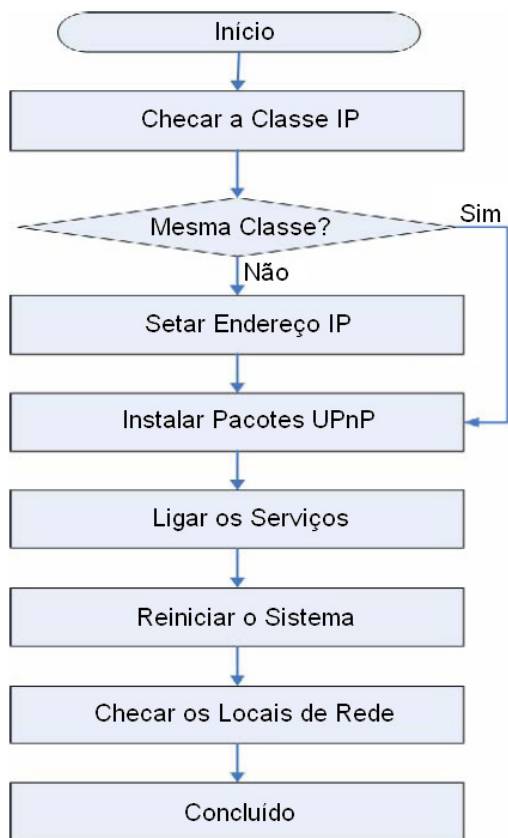 Início
Checar a Classe IP
Mesma Classe?
Sim
Não
Setar Endereço IP
Instalar Pacotes UPnP
Ligar os Serviços
Reiniciar o Sistema
Checar os Locais de Rede
Concluído